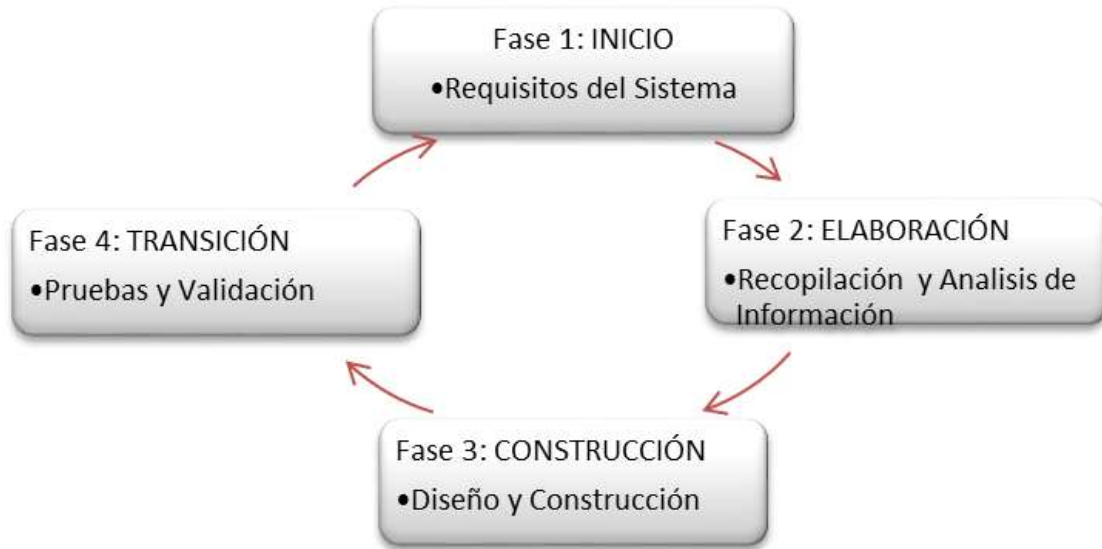 Fase 1: INICIO
•Requisitos del Sistema
Fase 2: ELABORACIÓN
•Recopilación y Analisis de
Información
Fase 3: CONSTRUCCIÓN
•Diseño y Construcción
Fase 4: TRANSICIÓN
•Pruebas y Validación